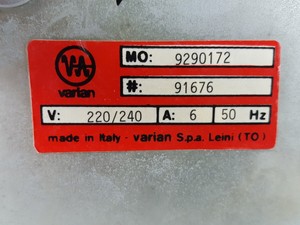 MO: 9290172
varian
#: 91676
V: 220/240 A: 6 50 Hz
made in Italy - varian S.p.a. Leini (TO)